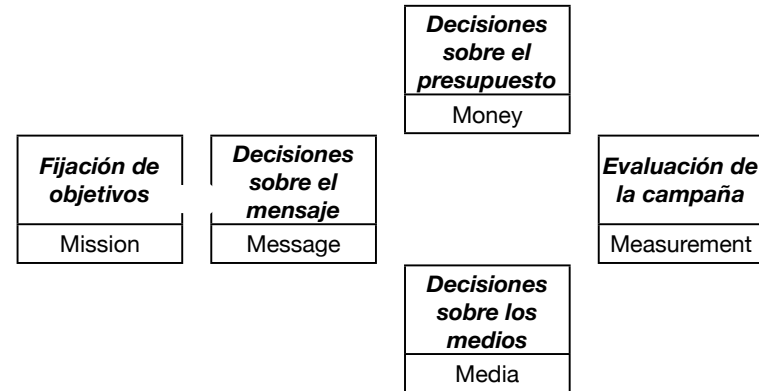 Decisiones
sobre el
presupuesto
Money
Fijación de
objetivos
Mission
Decisiones
sobre el
mensaje
Message
Evaluación de
la campaña
Measurement
Decisiones
sobre los
medios
Media